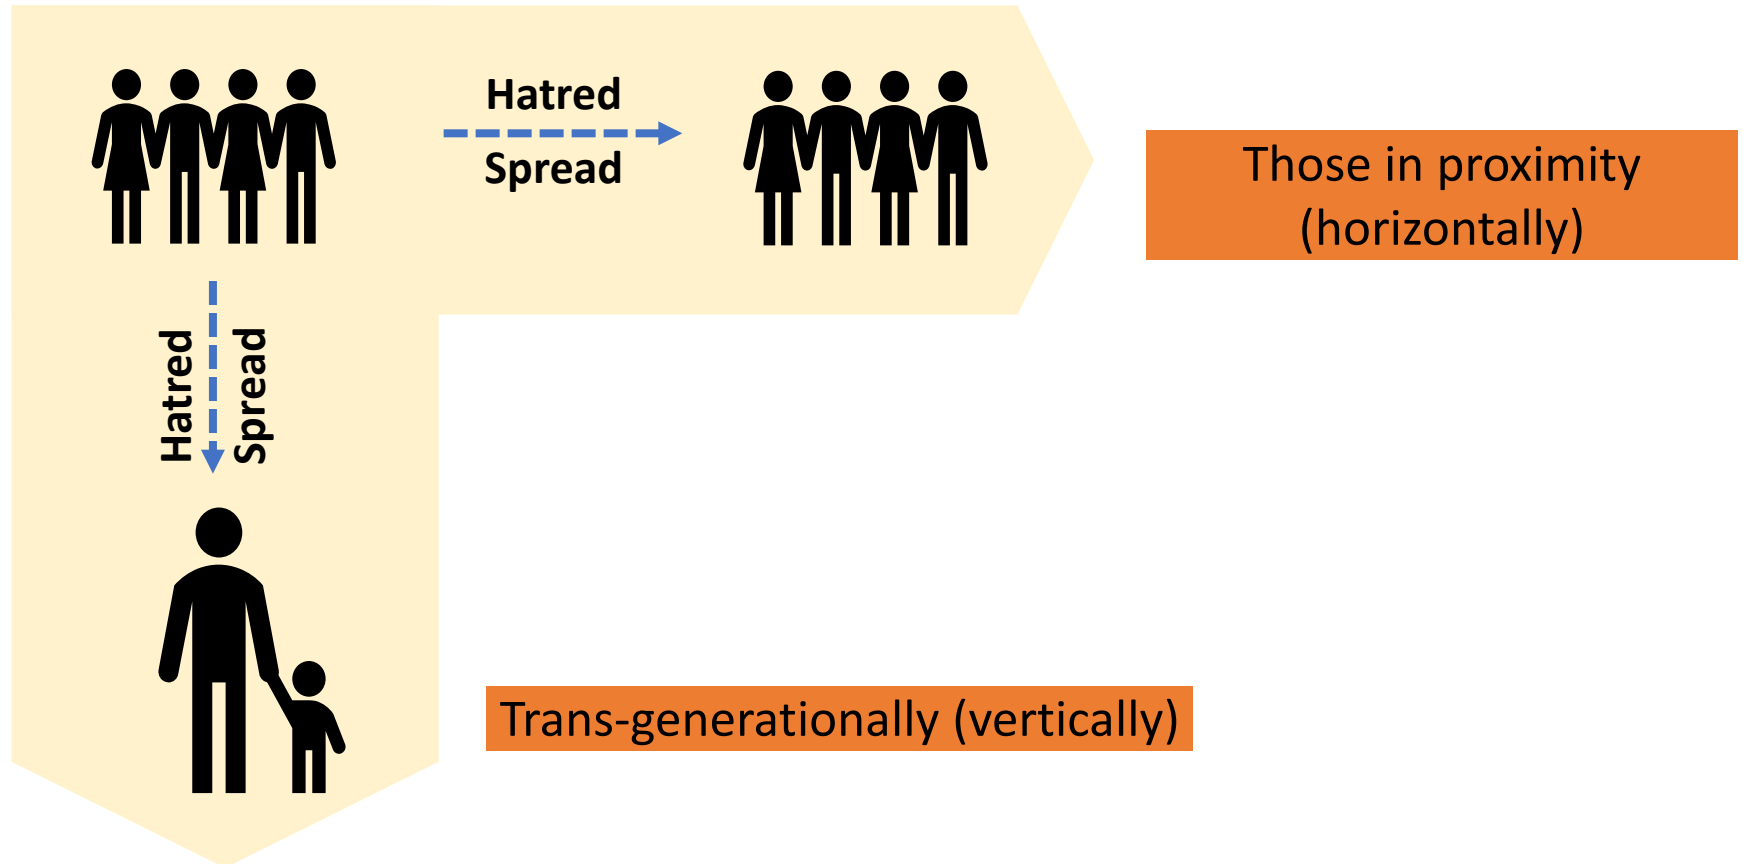 Hatred
Spread
Those in proximity
(horizontally)
Hatred
Spread
Trans-generationally (vertically)